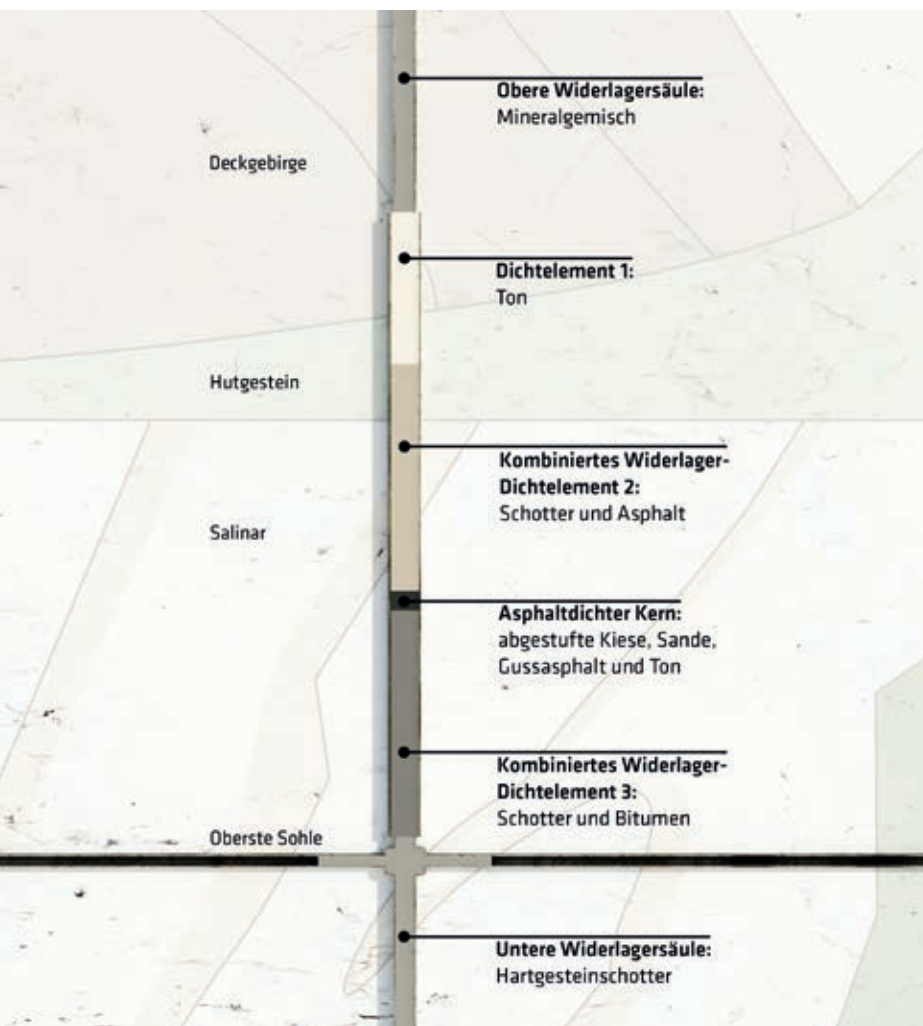 Obere Widerlagersäule:
Mineralgemisch
Deckgebirge
Dichtelement 1:
Ton
Hutgestein
Kombiniertes Widerlager-
Dichtelement 2:
Schotter und Asphalt
Salinar
Asphaltdichter Kern:
abgestufte Kiese, Sande,
Gussasphalt und Ton
Kombiniertes Widerlager-
Dichtelement 3:
Schotter und Bitumen
Oberste Sohle
Untere Widerlagersäule:
Hartgesteinschotter